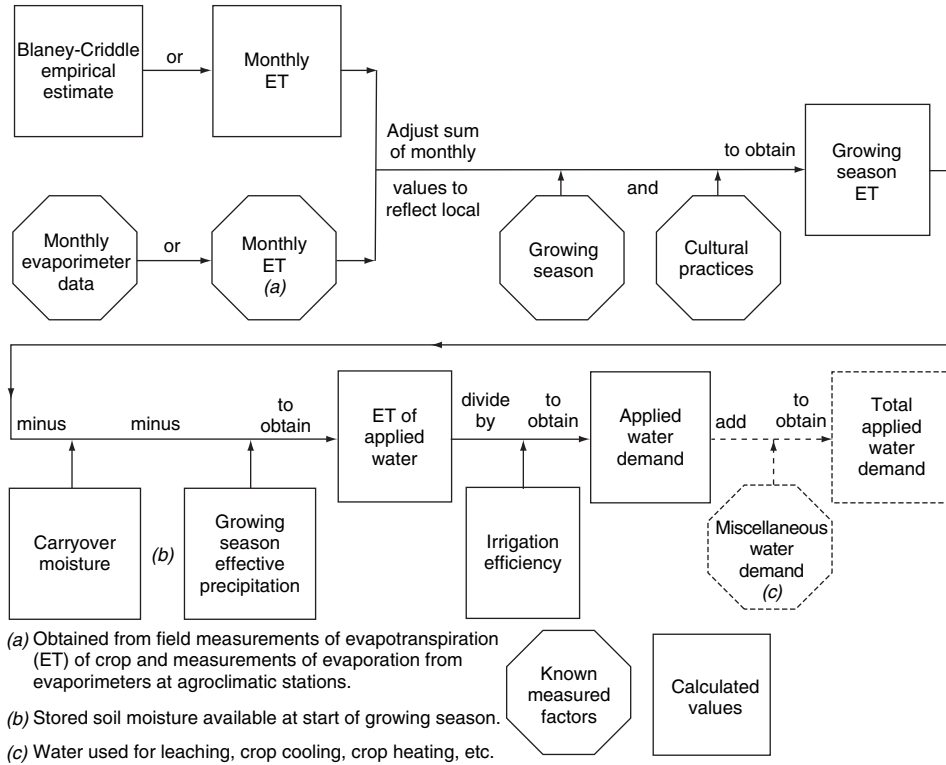 Blaney-Criddle
empirical
estimate
or
Monthly
ET
Adjust sum
of monthly
values to
reflect local
Monthly
evaporimeter
data
or
Monthly
ET
(a)
Growing
season
and
Cultural
practices
to obtain
Growing
season
ET
minus
Carryover
moisture
(b)
minus
Growing
season
effective
precipitation
to
obtain
ET of
applied
water
divide
by
Irrigation
efficiency
to
obtain
Applied
water
demand
add
Miscellaneous
water
demand
(c)
to
obtain
Total
applied
water
demand
(a) Obtained from field measurements of evapotranspiration
(ET) of crop and measurements of evaporation from
evaporimeters at agroclimatic stations.
(b) Stored soil moisture available at start of growing season.
(c) Water used for leaching, crop cooling, crop heating, etc.
Known
measured
factors
Calculated
values